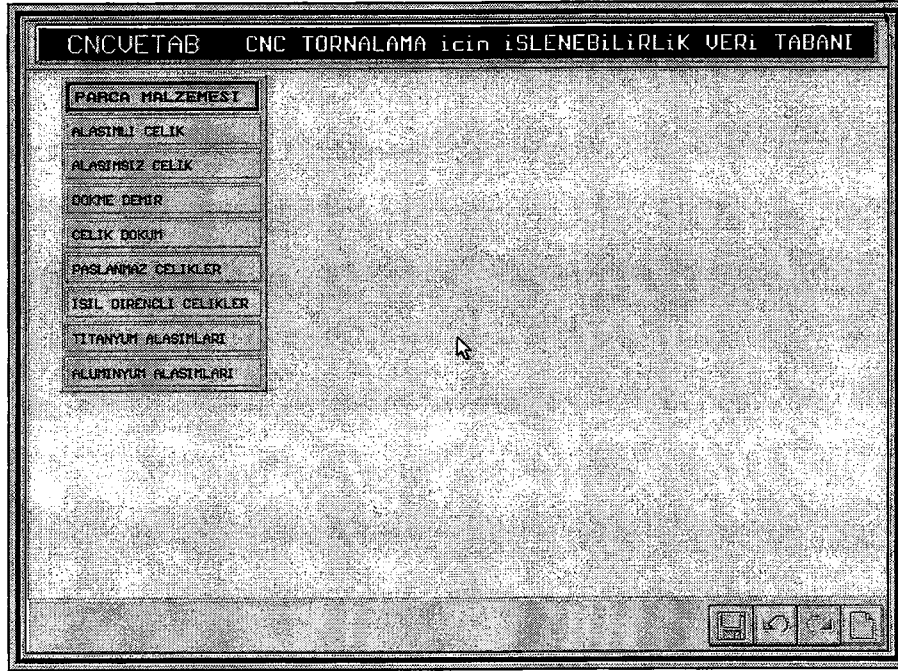 CNCVETAB CNC TORNALAMA icin iSLENEBiLiRLiK VERi TABANI
PARCA MALZEMESI
ALASIMLI CELIK
ALASIMSIZ CELIK
DOKME DEMIR
CELIK DOKUM
PASLANMAZ CELIKLER
ISIL DIRENCLI CELIKLER
TITANYUM ALASIMLARI
ALUMINYUM ALASIMLARI